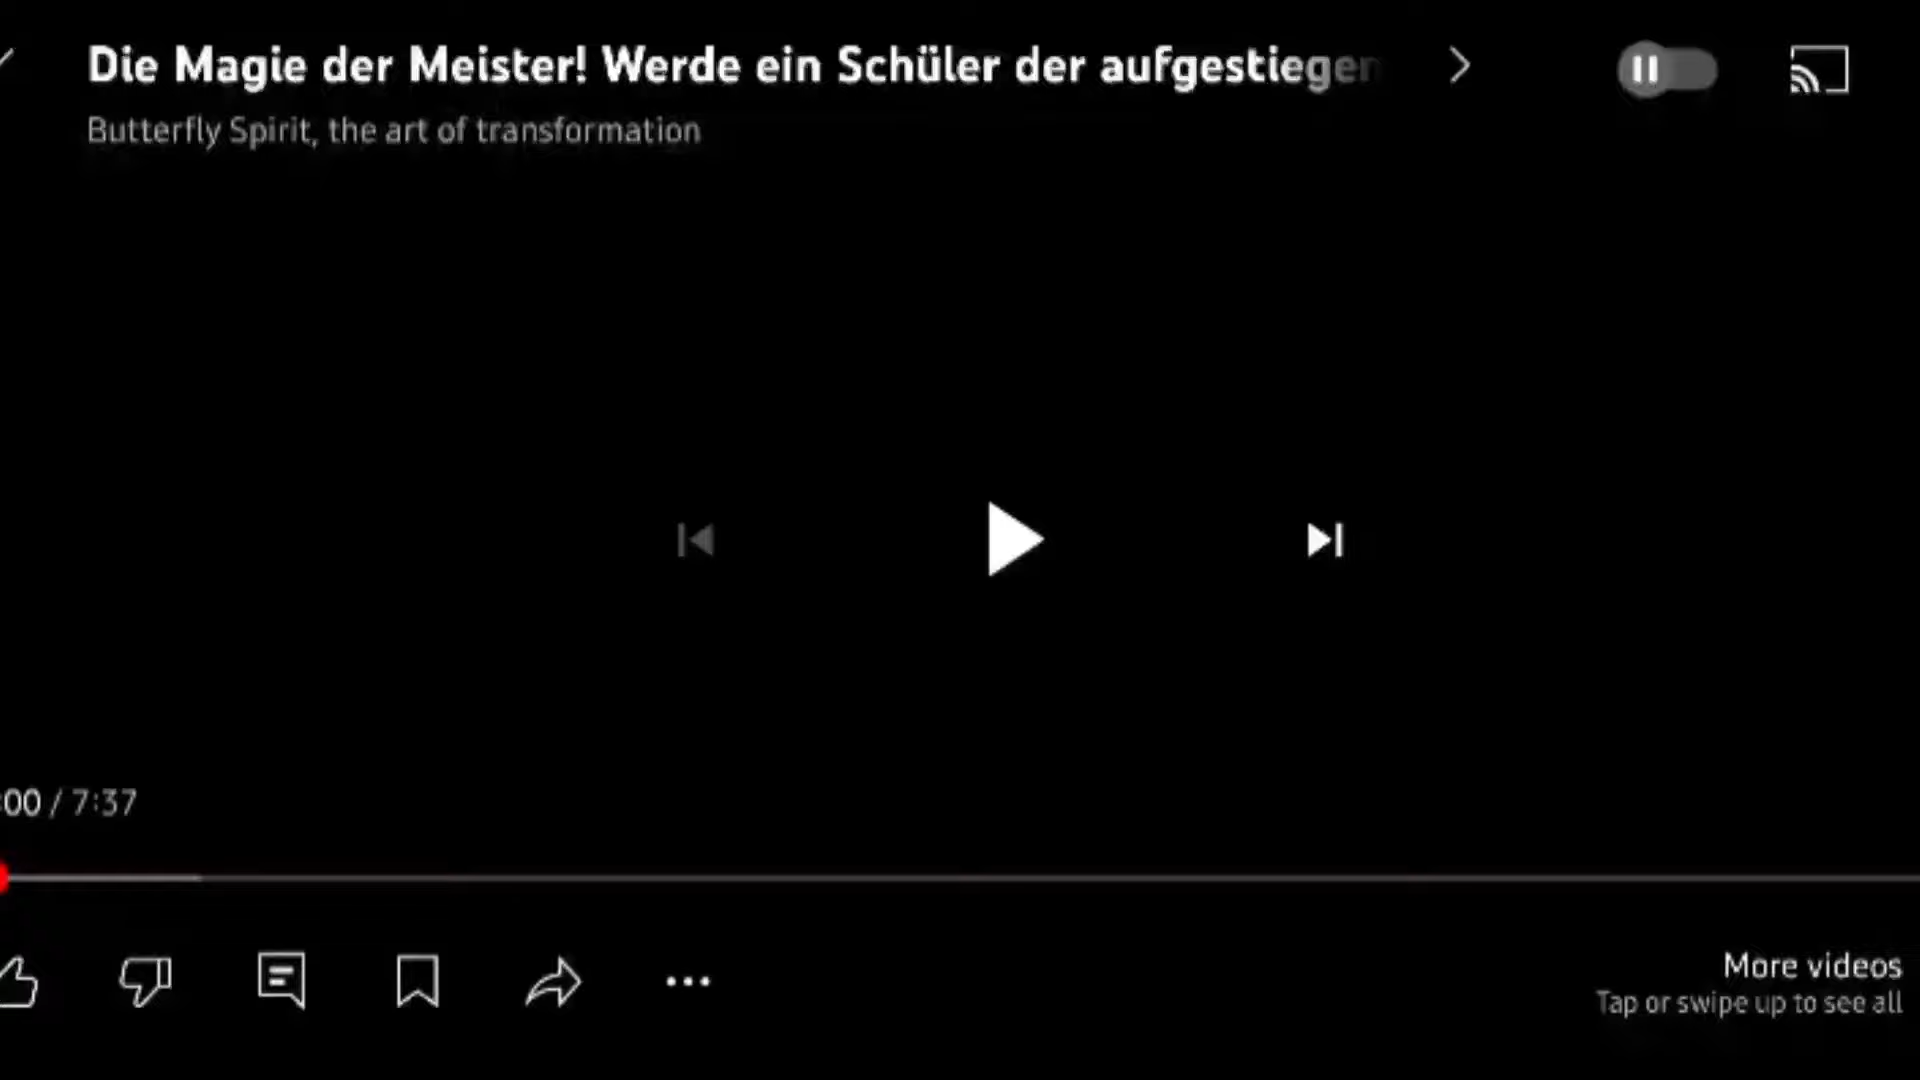 Die Magie der Meister! Werde ein Schüler der aufgestiegen
Butterfly Spirit, the art of transformation
:00 / 7:37
More videos
Tap or swipe up to see all